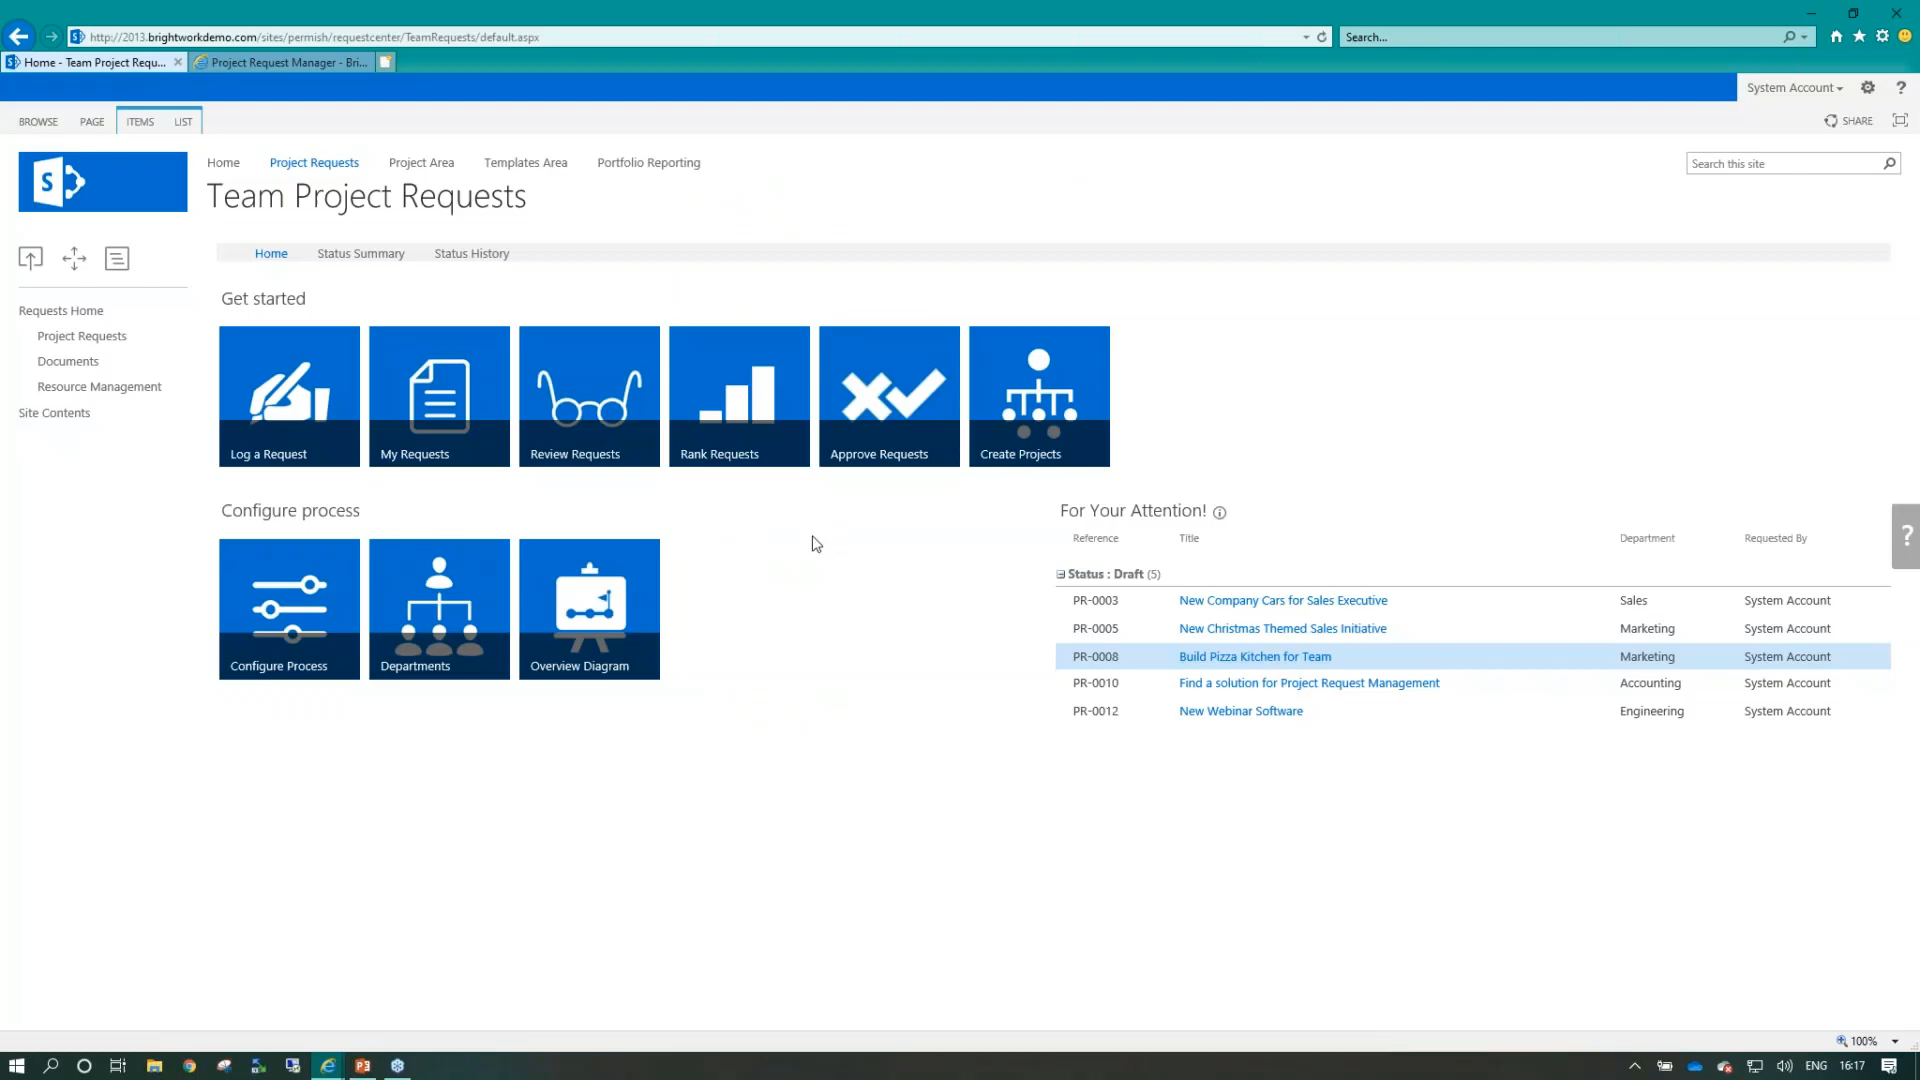 http://2013.brightworkdemo.com/sites/permish/requestcenter/TeamRequests/default.aspx
Search...
Home - Team Project Requ...
Project Request Manager - Bri...
System Account
?
BROWSE PAGE ITEMS LIST
SHARE
S
Home Project Requests Project Area Templates Area Portfolio Reporting
Search this site
Team Project Requests
Home Status Summary Status History
Get started
Requests Home
Project Requests
Documents
Resource Management
Site Contents
Log a Request
My Requests
Review Requests
Rank Requests
Approve Requests
Create Projects
Configure process
For Your Attention!
Reference Title Department Requested By
Status : Draft (5)
PR-0003 New Company Cars for Sales Executive Sales System Account
PR-0005 New Christmas Themed Sales Initiative Marketing System Account
PR-0008 Build Pizza Kitchen for Team Marketing System Account
PR-0010 Find a solution for Project Request Management Accounting System Account
PR-0012 New Webinar Software Engineering System Account
?
Configure Process
Departments
Overview Diagram
100%
ENG 16:17